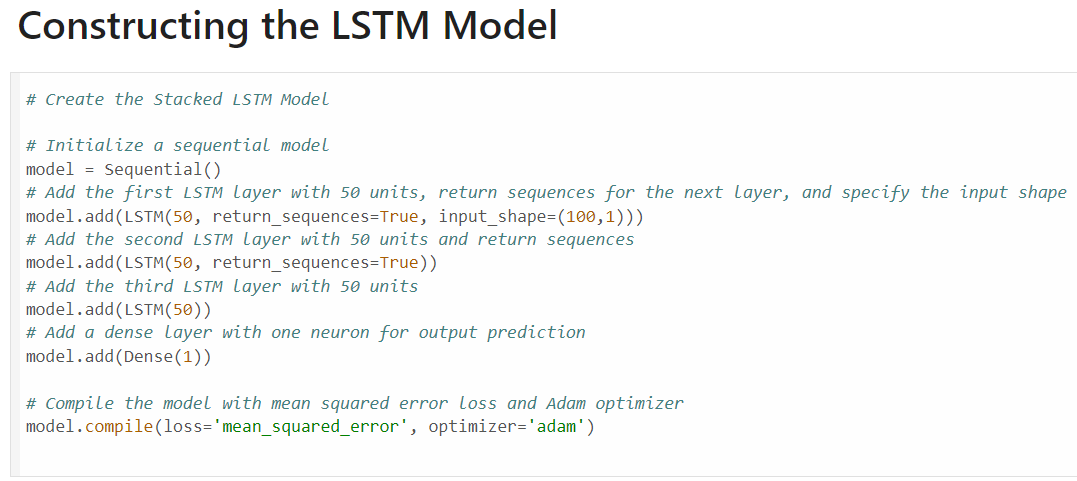 Constructing the LSTM Model
# Create the Stacked LSTM Model
# Initialize a sequential model
model = Sequential()
# Add the first LSTM layer with 50 units, return sequences for the next layer, and specify the input shape
model.add(LSTM(50, return_sequences=True, input_shape=(100,1)))
# Add the second LSTM layer with 50 units and return sequences
model.add(LSTM(50, return_sequences=True))
# Add the third LSTM layer with 50 units
model.add(LSTM(50))
# Add a dense layer with one neuron for output prediction
model.add(Dense(1))
# Compile the model with mean squared error loss and Adam optimizer
model.compile(loss='mean_squared_error', optimizer='adam')